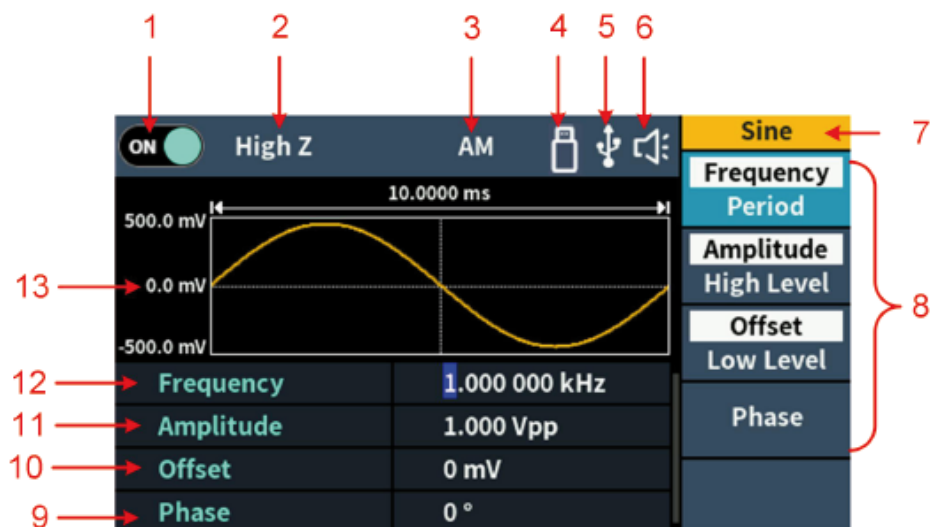 1 2 3 4 5 6
ON High Z AM Sine 7
Frequency
Period
10.0000 ms
500.0 mV
Amplitude
High Level
13 0.0 mV
8
Offset
Low Level
-500.0 mV
12 Frequency 1.000 000 kHz
Phase
11 Amplitude 1.000 Vpp
10 Offset 0 mV
9 Phase 0 °